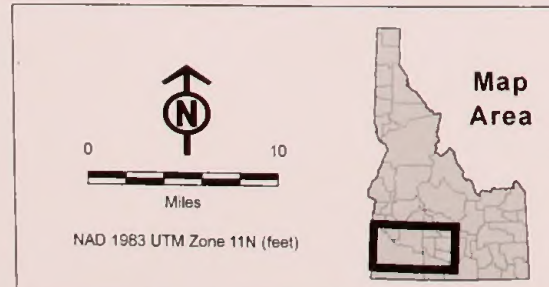 N
0 10
Miles
NAD 1983 UTM Zone 11N (feet)
Map
Area